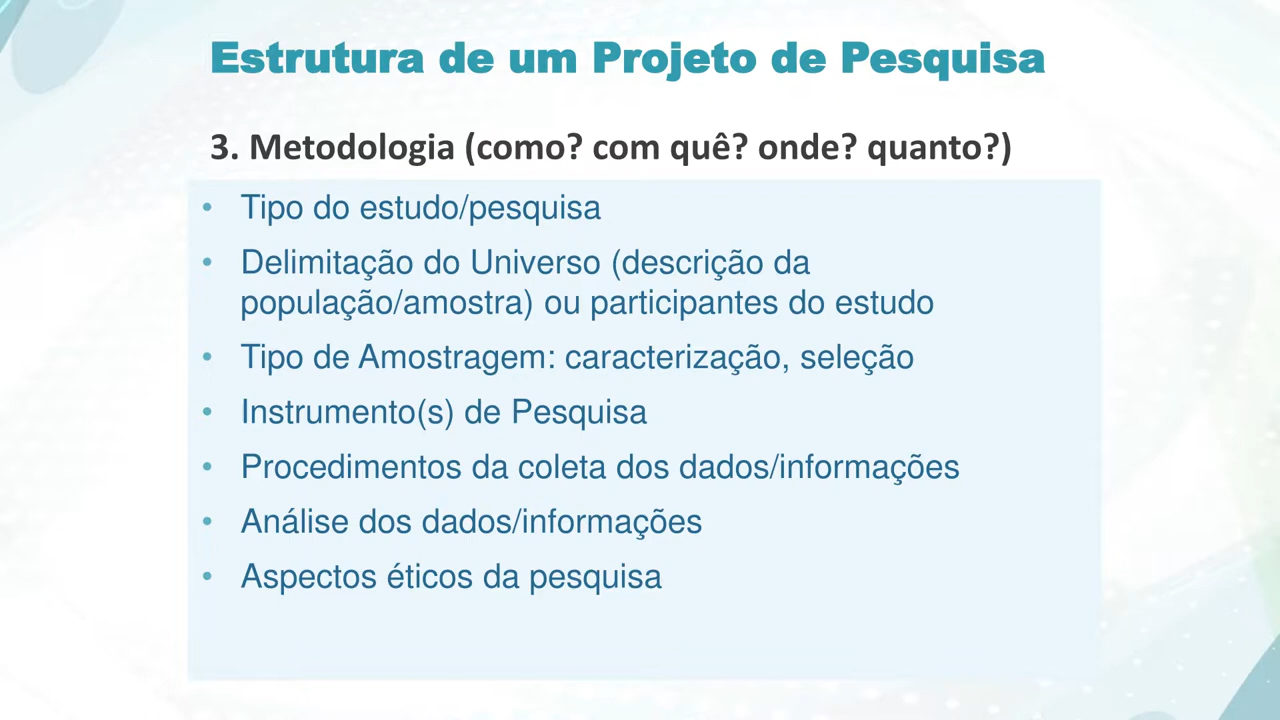 Estrutura de um Projeto de Pesquisa
3. Metodologia (como? com quê? onde? quanto?)
• Tipo do estudo/pesquisa
• Delimitação do Universo (descrição da
população/amostra) ou participantes do estudo
• Tipo de Amostragem: caracterização, seleção
• Instrumento(s) de Pesquisa
• Procedimentos da coleta dos dados/informações
• Análise dos dados/informações
• Aspectos éticos da pesquisa